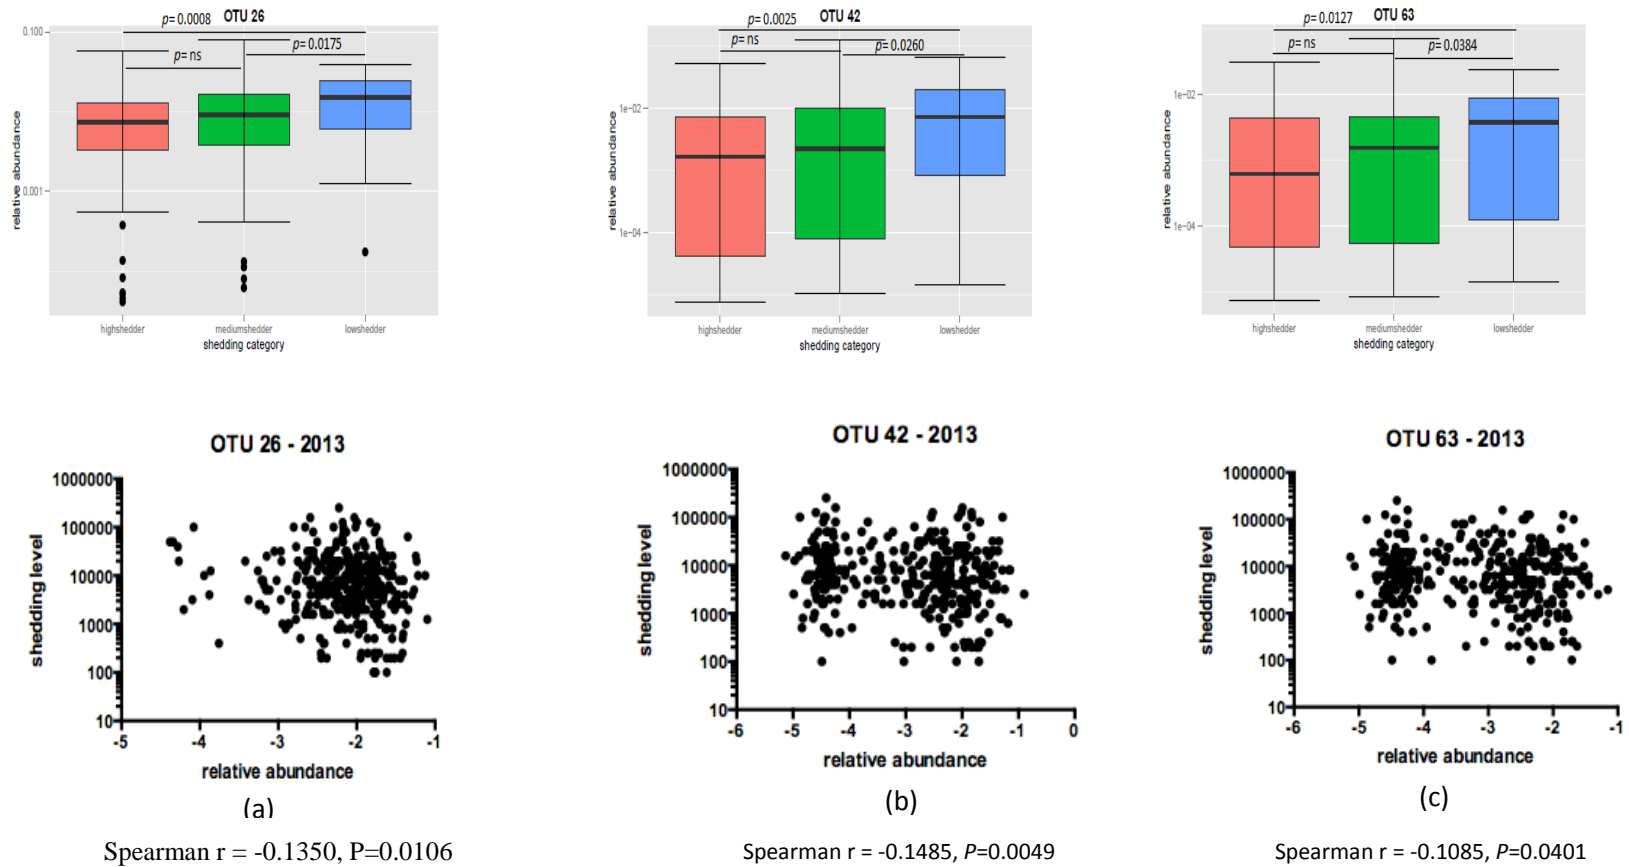 OTU 26
p= 0.0008
p= 0.0175
p= ns
0.100
0.001
relative abundance
highshedder mediumshedder lowshedder
shedding category
OTU 42
p= 0.0025
p= ns
p= 0.0260
1e-02
1e-04
relative abundance
highshedder mediumshedder lowshedder
shedding category
p= 0.0127
OTU 63
p= ns
p= 0.0384
1e-02
1e-04
relative abundance
highshedder mediumshedder lowshedder
shedding category
OTU 26 - 2013
shedding level
1000000
100000
10000
1000
100
10
-5 -4 -3 -2 -1
relative abundance
(a)
Spearman r = -0.1350, P=0.0106
OTU 42 - 2013
shedding level
1000000
100000
10000
1000
100
10
-6 -5 -4 -3 -2 -1 0
relative abundance
(b)
Spearman r = -0.1485, P=0.0049
OTU 63 - 2013
shedding level
1000000
100000
10000
1000
100
10
-6 -5 -4 -3 -2 -1
relative abundance
(c)
Spearman r = -0.1085, P=0.0401